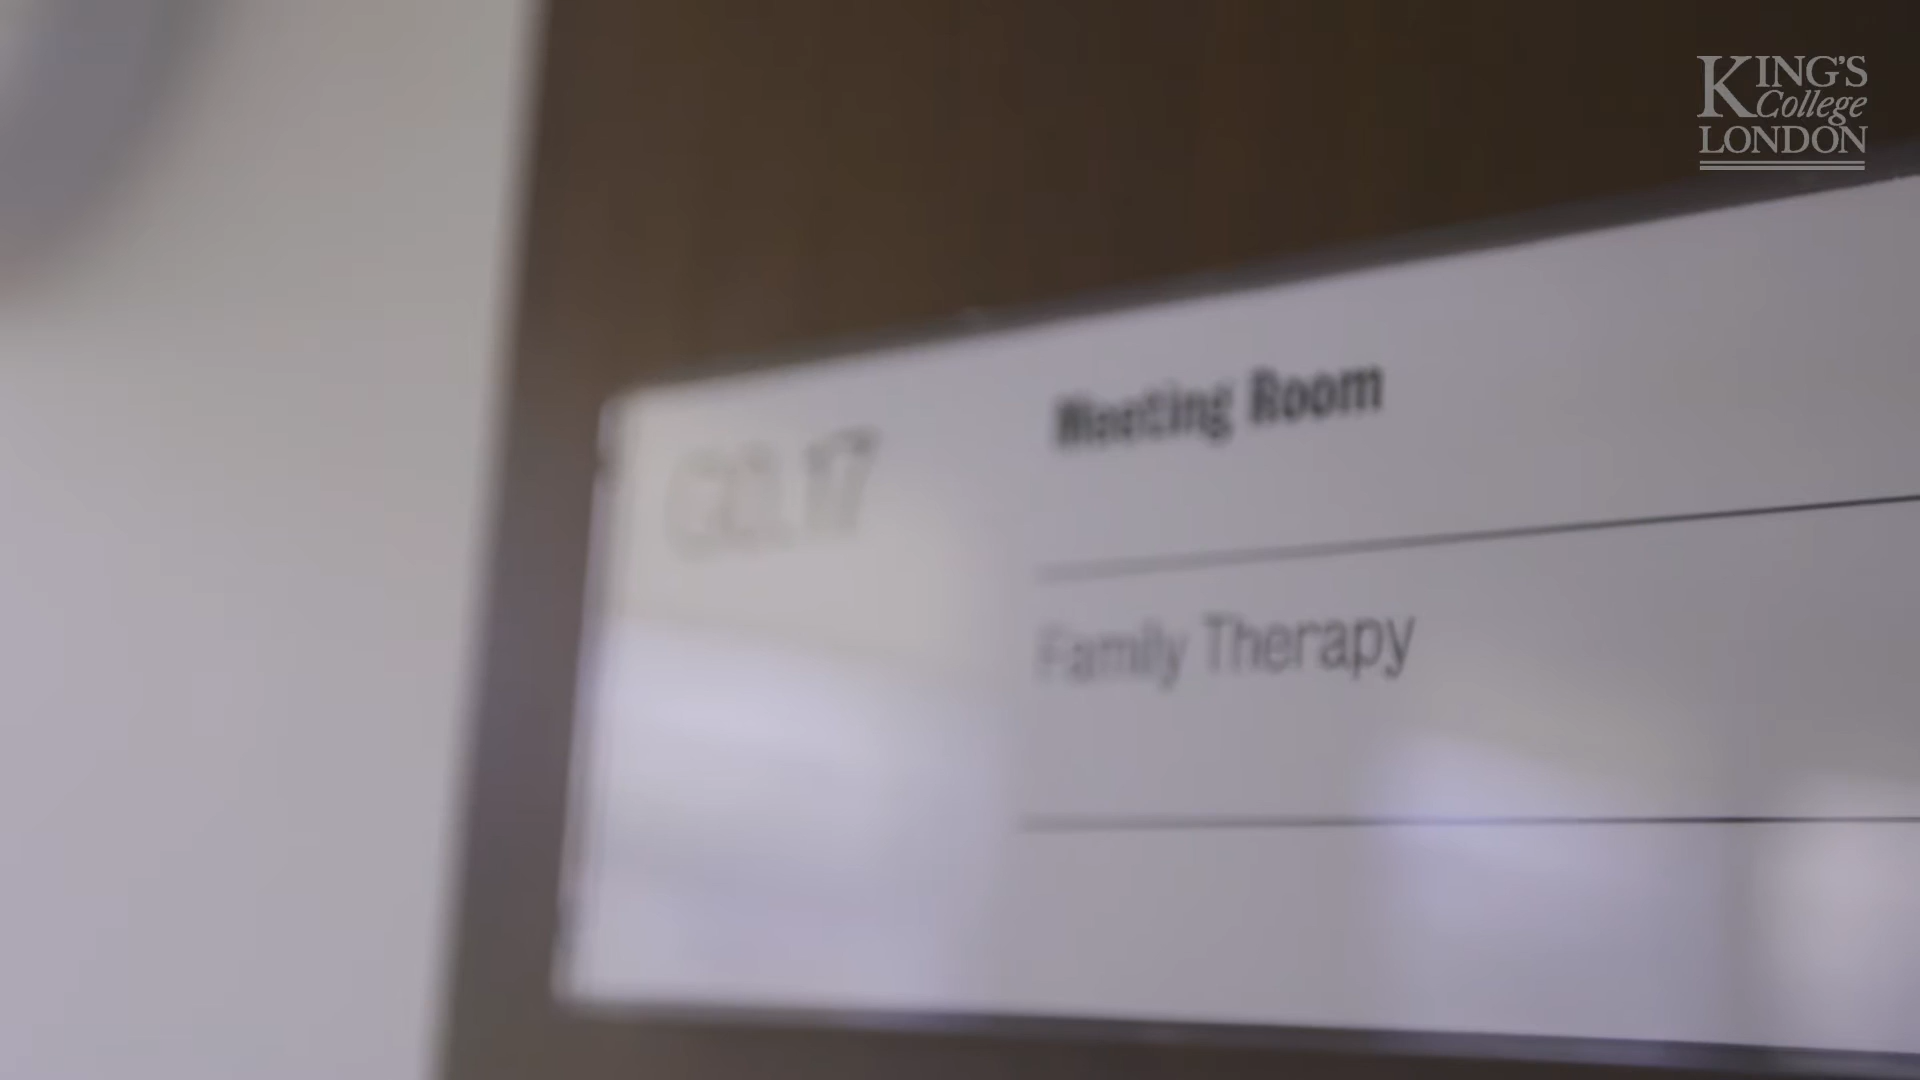 KING'S
College
LONDON
Meeting Room
Family Therapy